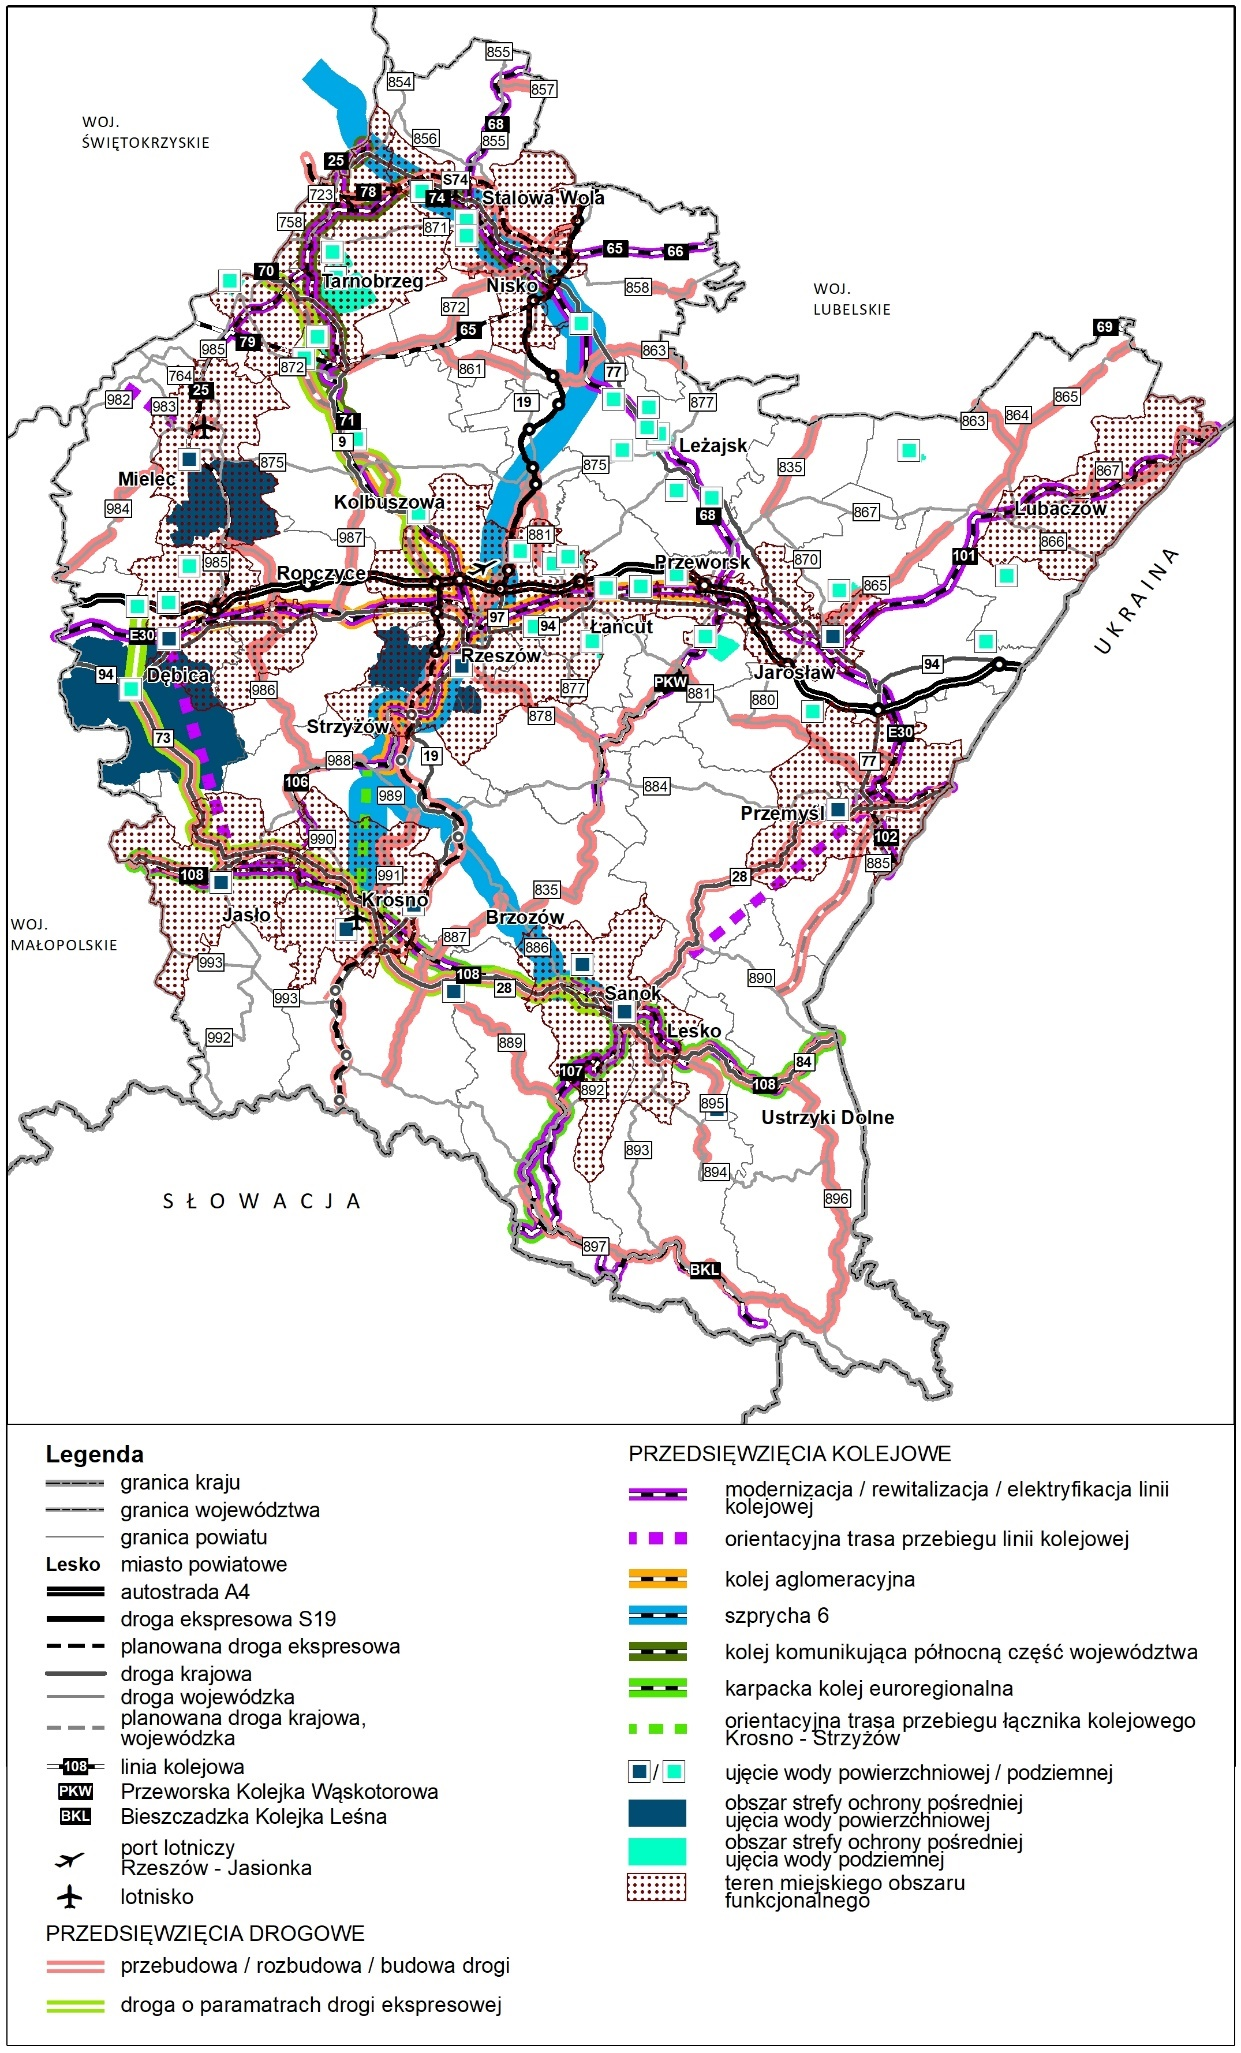 855
854
857
68
856
855
WOJ.
ŚWIĘTOKRZYSKIE
25
S74
723
78
74
Stalowa Wola
758
871
65
66
70
Tarnobrzeg
Nisko
858
WOJ.
LUBELSKIE
872
65
69
985
79
863
872
861
77
764
25
982
983
19
877
865
864
863
71
9
Leżajsk
875
875
835
867
Mielec
Kolbuszowa
984
68
867
Lubaczów
987
881
866
985
870
101
Ropczyce
Przeworsk
865
UKRAINA
97
94
Łańcut
E30
Rzeszów
94
94
Dębica
Jarosław
PKW
986
877
881
880
878
Strzyżów
73
E30
19
988
77
106
989
884
Przemyśl
990
102
885
108
991
28
835
Krosno
Jasło
Brzozów
WOJ.
MAŁOPOLSKIE
887
886
993
108
890
28
993
Sanok
992
889
Lesko
84
107
108
892
895
Ustrzyki Dolne
893
894
SŁOWACJA
896
897
BKL
Legenda
granica kraju
granica województwa
granica powiatu
Lesko miasto powiatowe
autostrada A4
droga ekspresowa S19
planowana droga ekspresowa
droga krajowa
droga wojewódzka
planowana droga krajowa,
wojewódzka
108 linia kolejowa
PKW Przeworska Kolejka Wąskotorowa
BKL Bieszczadzka Kolejka Leśna
port lotniczy
Rzeszów - Jasionka
lotnisko
PRZEDSIĘWZIĘCIA DROGOWE
przebudowa / rozbudowa / budowa drogi
droga o paramatrach drogi ekspresowej
PRZEDSIĘWZIĘCIA KOLEJOWE
modernizacja / rewitalizacja / elektryfikacja linii
kolejowej
orientacyjna trasa przebiegu linii kolejowej
kolej aglomeracyjna
szprycha 6
kolej komunikująca północną część województwa
karpacka kolej euroregionalna
orientacyjna trasa przebiegu łącznika kolejowego
Krosno - Strzyżów
/ ujęcie wody powierzchniowej / podziemnej
obszar strefy ochrony pośredniej
ujęcia wody powierzchniowej
obszar strefy ochrony pośredniej
ujęcia wody podziemnej
teren miejskiego obszaru
funkcjonalnego